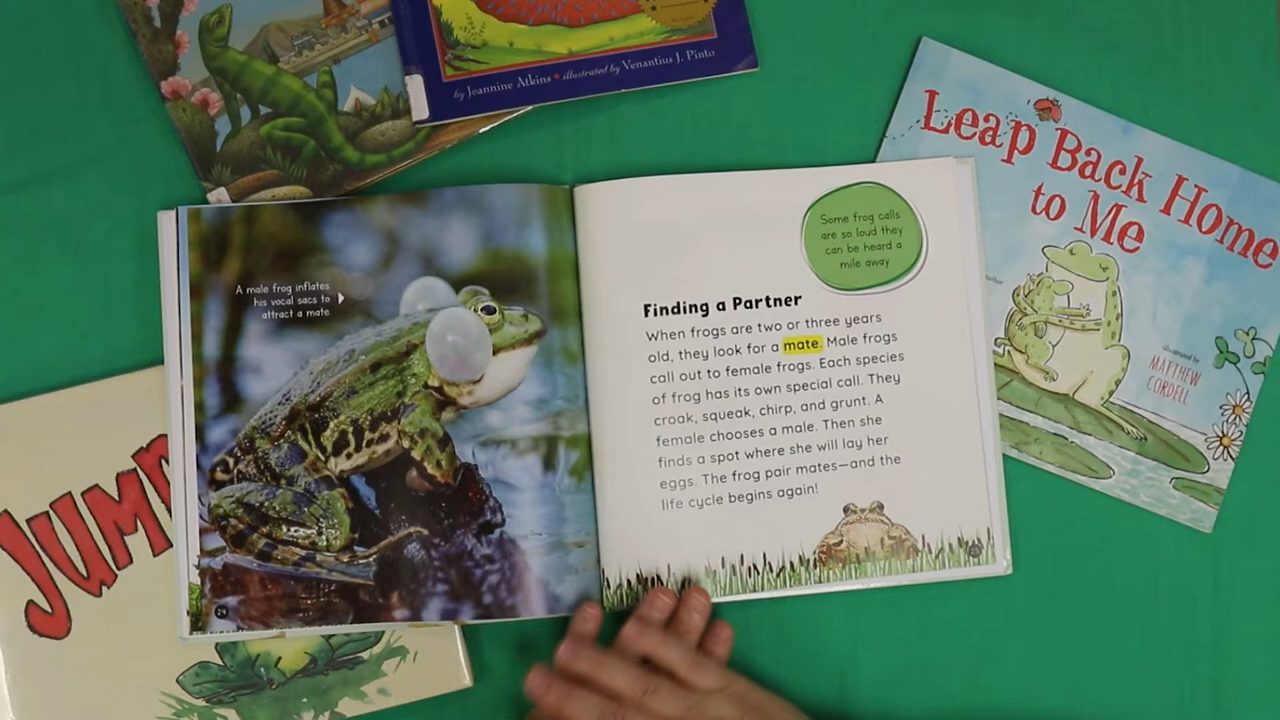 by Jeannine Atkins • illustrated by Venantius J. Pinto
Leap Back Home
to Me
illustrated by
MATTHEW
CORDELL
A male frog inflates
his vocal sacs to
attract a mate
Some frog calls
are so loud they
can be heard a
mile away
Finding a Partner
When frogs are two or three years
old, they look for a mate. Male frogs
call out to female frogs. Each species
of frog has its own special call. They
croak, squeak, chirp, and grunt. A
female chooses a male. Then she
finds a spot where she will lay her
eggs. The frog pair mates—and the
life cycle begins again!
24
JUMP